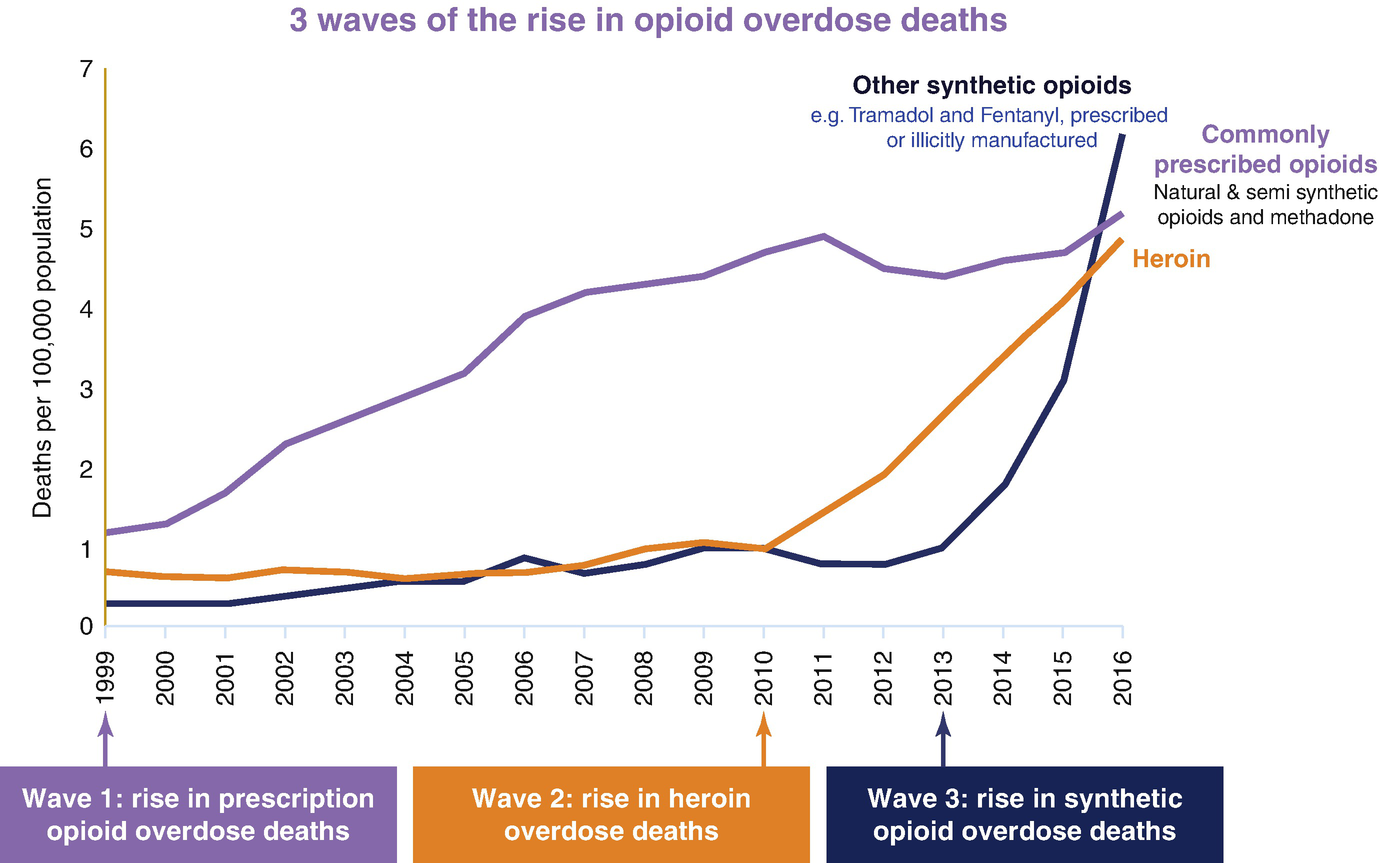 3 waves of the rise in opioid overdose deaths
7
6
5
4
3
2
1
0
Deaths per 100,000 population
Other synthetic opioids
e.g. Tramadol and Fentanyl, prescribed
or illicitly manufactured
Commonly
prescribed opioids
Natural & semi synthetic
opioids and methadone
Heroin
1999
2000
2001
2002
2003
2004
2005
2006
2007
2008
2009
2010
2011
2012
2013
2014
2015
2016
Wave 1: rise in prescription
opioid overdose deaths
Wave 2: rise in heroin
overdose deaths
Wave 3: rise in synthetic
opioid overdose deaths